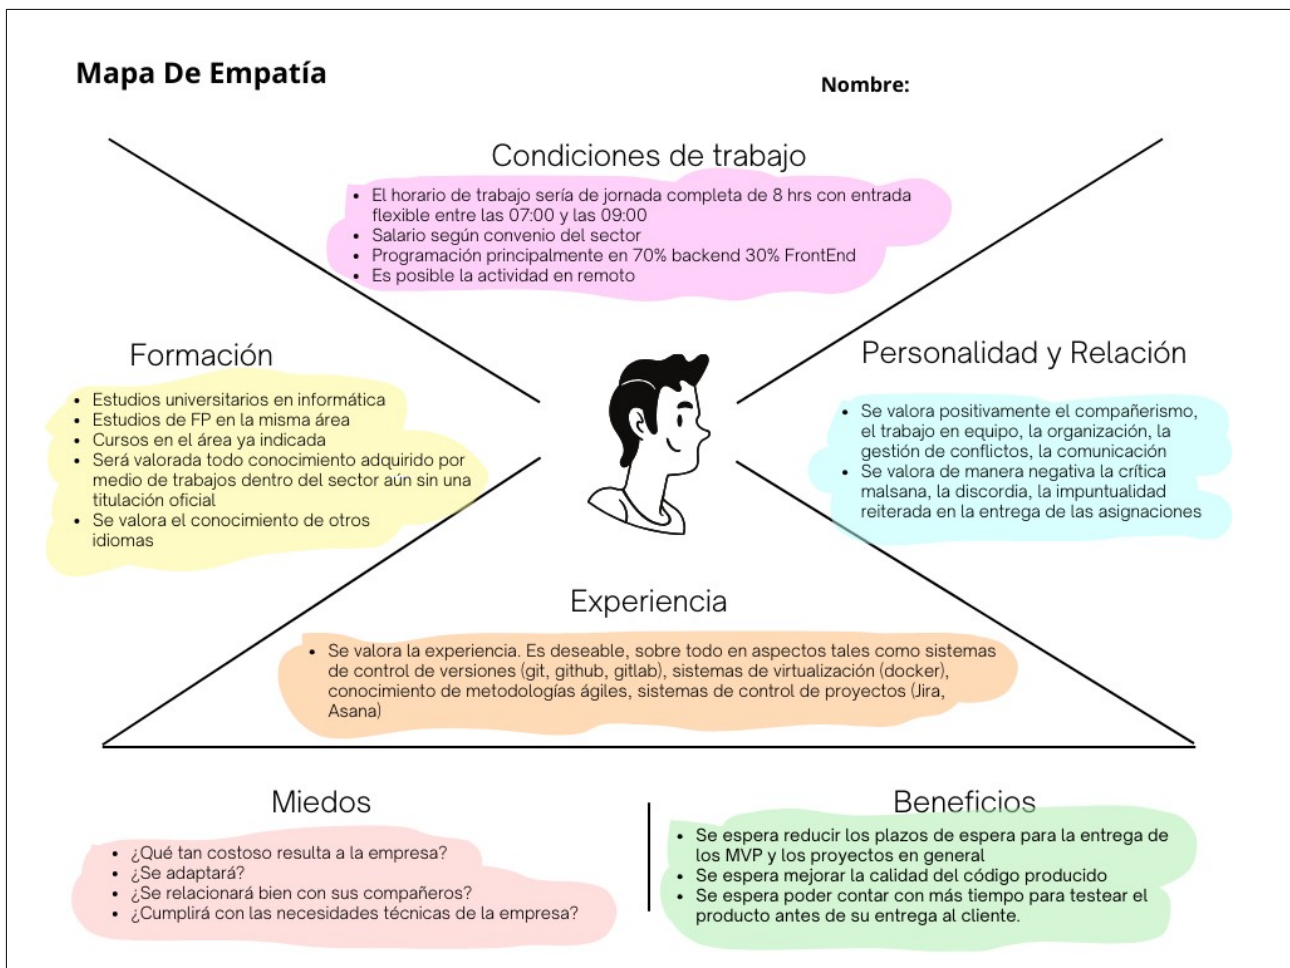 Mapa De Empatía
Nombre:
Condiciones de trabajo
• El horario de trabajo sería de jornada completa de 8 hrs con entrada
flexible entre las 07:00 y las 09:00
• Salario según convenio del sector
• Programación principalmente en 70% backend 30% FrontEnd
• Es posible la actividad en remoto
Formación
• Estudios universitarios en informática
• Estudios de FP en la misma área
• Cursos en el área ya indicada
• Será valorada todo conocimiento adquirido por
medio de trabajos dentro del sector aún sin una
titulación oficial
• Se valora el conocimiento de otros
idiomas
Personalidad y Relación
• Se valora positivamente el compañerismo,
el trabajo en equipo, la organización, la
gestión de conflictos, la comunicación
• Se valora de manera negativa la crítica
malsana, la discordia, la impuntualidad
reiterada en la entrega de las asignaciones
Experiencia
• Se valora la experiencia. Es deseable, sobre todo en aspectos tales como sistemas
de control de versiones (git, github, gitlab), sistemas de virtualización (docker),
conocimiento de metodologías ágiles, sistemas de control de proyectos (Jira,
Asana)
Miedos
• ¿Qué tan costoso resulta a la empresa?
• ¿Se adaptará?
• ¿Se relacionará bien con sus compañeros?
• ¿Cumplirá con las necesidades técnicas de la empresa?
Beneficios
• Se espera reducir los plazos de espera para la entrega de
los MVP y los proyectos en general
• Se espera mejorar la calidad del código producido
• Se espera poder contar con más tiempo para testear el
producto antes de su entrega al cliente.